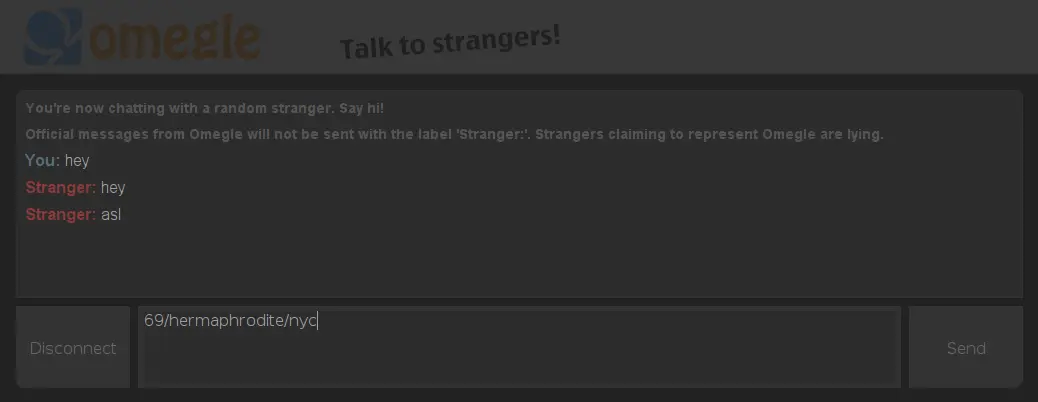 omegle
Talk to strangers!
You're now chatting with a random stranger. Say hi!
Official messages from Omegle will not be sent with the label 'Stranger:'. Strangers claiming to represent Omegle are lying.
You: hey
Stranger: hey
Stranger: asl
Disconnect
69/hermaphrodite/nyc
Send